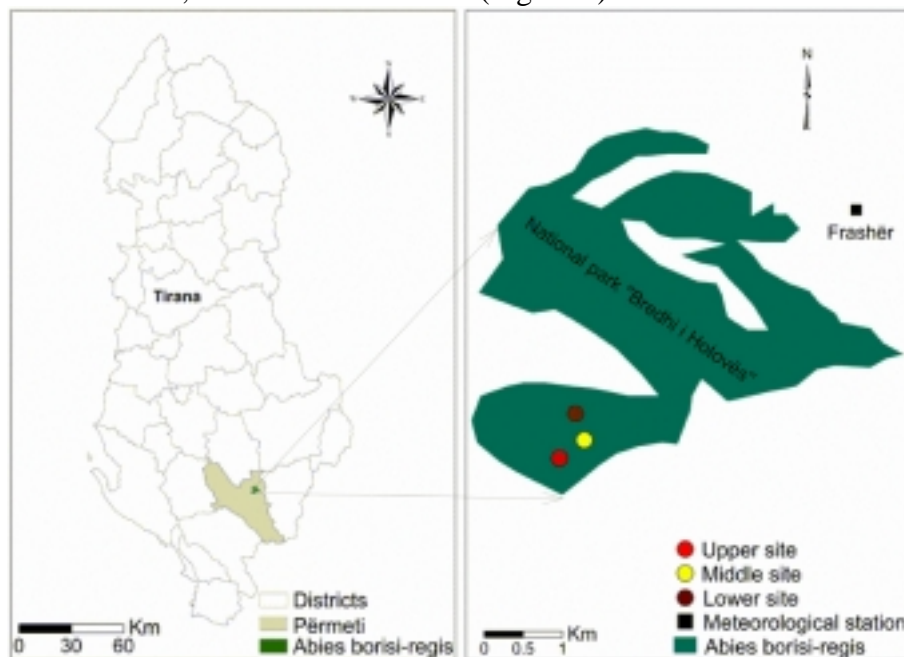 N
N
Frashër
National park "Bredhi i Holovës"
Tirana
Districts
Përmeti
Abies borisi-regis
Km
0 30 60
Upper site
Middle site
Lower site
Meteorological station
Abies borisi-regis
Km
0 0.5 1